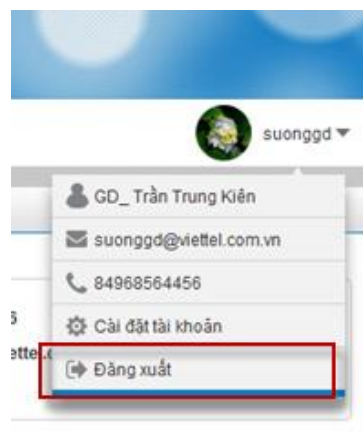 suonggd
GD_ Trần Trung Kiên
suonggd@viettel.com.vn
84968564456
Cài đặt tài khoản
Đăng xuất